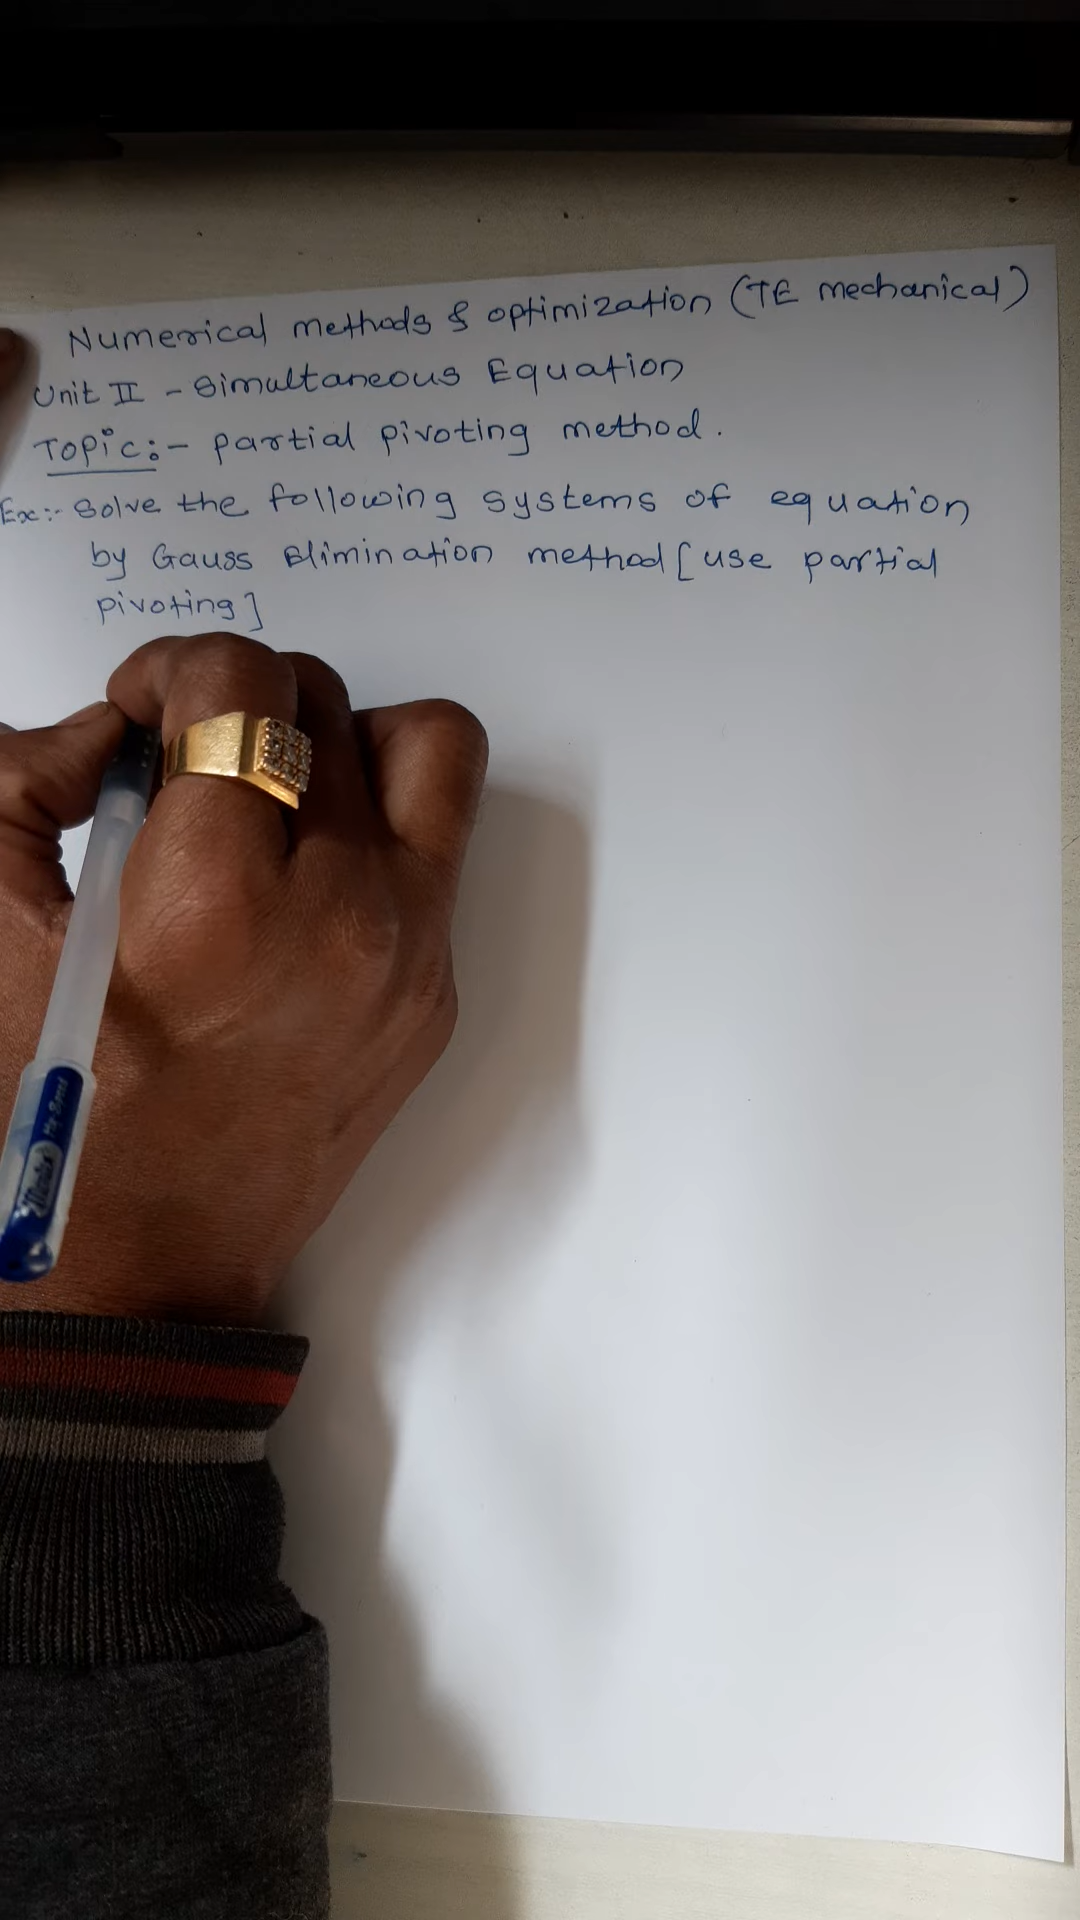 Numerical methods & optimization (TE mechanical)
Unit II - Simultaneous Equation
Topic:- partial pivoting method.
Ex:- Solve the following systems of equation
by Gauss Elimination method [use partial
pivoting]